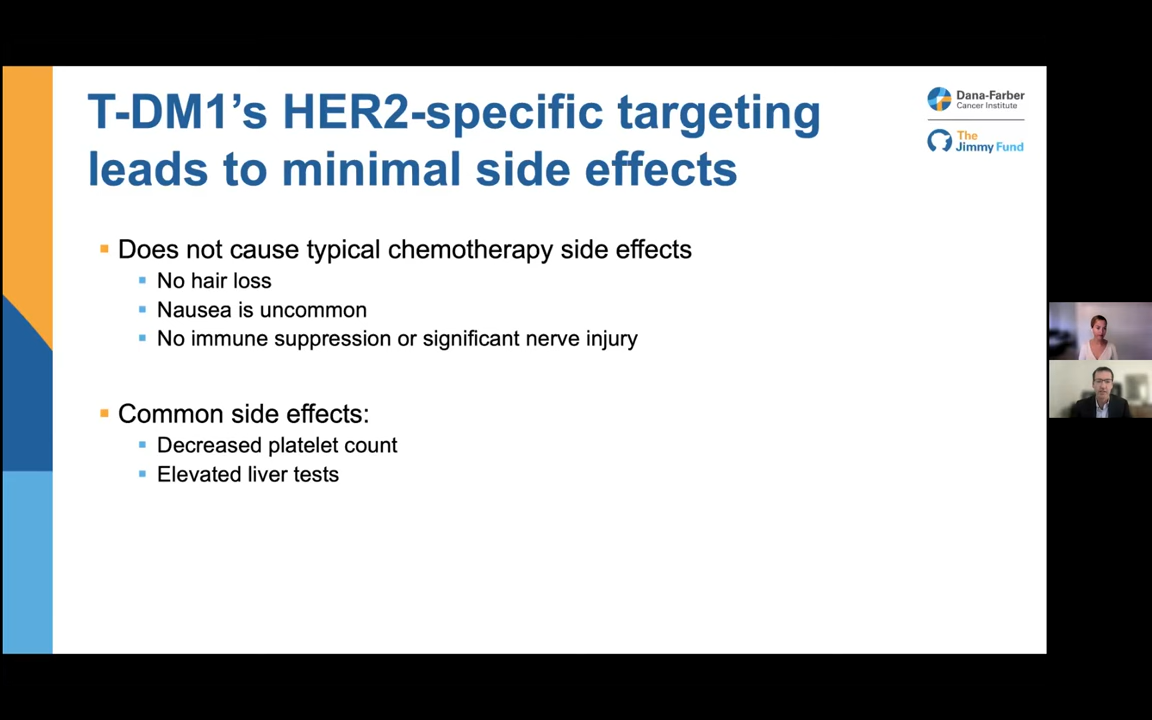 T-DM1’s HER2-specific targeting
leads to minimal side effects
Dana-Farber
Cancer Institute
The
Jimmy Fund
Does not cause typical chemotherapy side effects
No hair loss
Nausea is uncommon
No immune suppression or significant nerve injury
Common side effects:
Decreased platelet count
Elevated liver tests